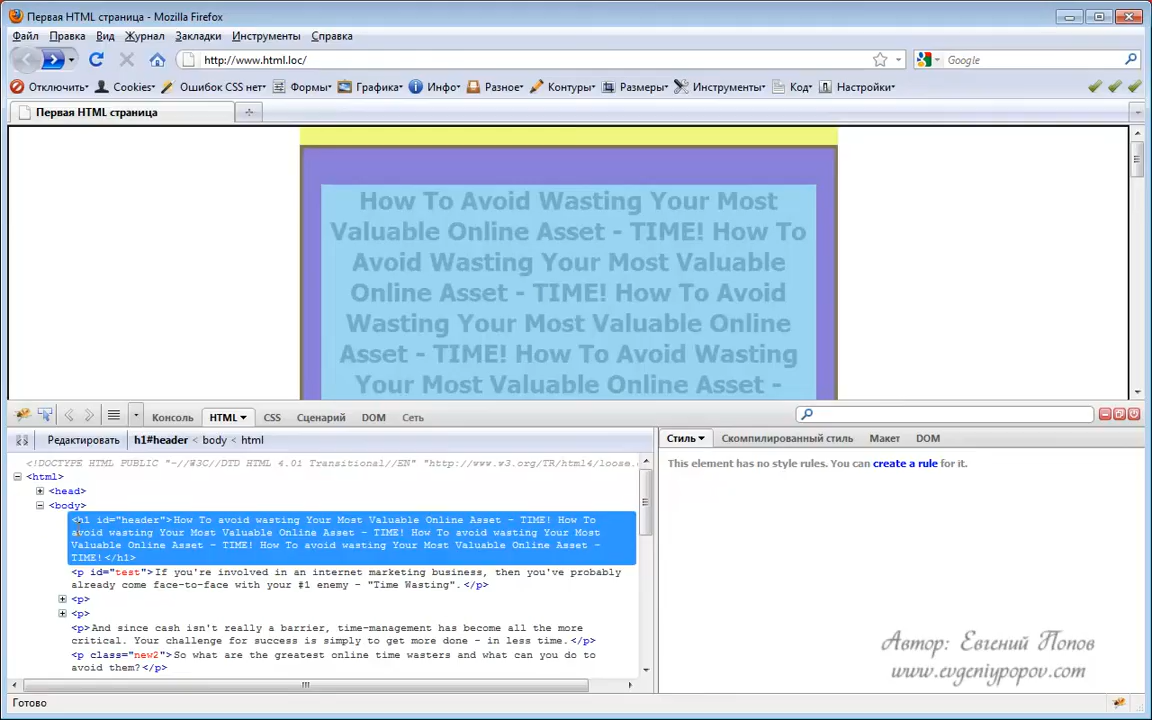 Первая HTML страница - Mozilla Firefox
Файл Правка Вид Журнал Закладки Инструменты Справка
http://www.html.loc/
Google
Отключить Cookies Ошибок CSS нет Формы Графика Инфо Разное Контуры Размеры Инструменты Код Настройки
Первая HTML страница
How To Avoid Wasting Your Most
Valuable Online Asset - TIME! How To
Avoid Wasting Your Most Valuable
Online Asset - TIME! How To Avoid
Wasting Your Most Valuable Online
Asset - TIME! How To Avoid Wasting
Your Most Valuable Online Asset -
Консоль HTML CSS Сценарий DOM Сеть
Редактировать h1#header < body < html
Стиль Скомпилированный стиль Макет DOM
<!DOCTYPE HTML PUBLIC "-//W3C//DTD HTML 4.01 Transitional//EN" "http://www.w3.org/TR/html4/loose.
This element has no style rules. You can create a rule for it.
<html>
<head>
<body>
<h1 id="header">How To avoid wasting Your Most Valuable Online Asset - TIME! How To
avoid wasting Your Most Valuable Online Asset - TIME! How To avoid wasting Your Most
Valuable Online Asset - TIME! How To avoid wasting Your Most Valuable Online Asset -
TIME!</h1>
<p id="test">If you're involved in an internet marketing business, then you've probably
already come face-to-face with your #1 enemy - "Time Wasting".</p>
<p>
<p>
<p>And since cash isn't really a barrier, time-management has become all the more
critical. Your challenge for success is simply to get more done - in less time.</p>
<p class="new2">So what are the greatest online time wasters and what can you do to
avoid them?</p>
Автор: Евгений Попов
www.evgeniypopov.com
Готово